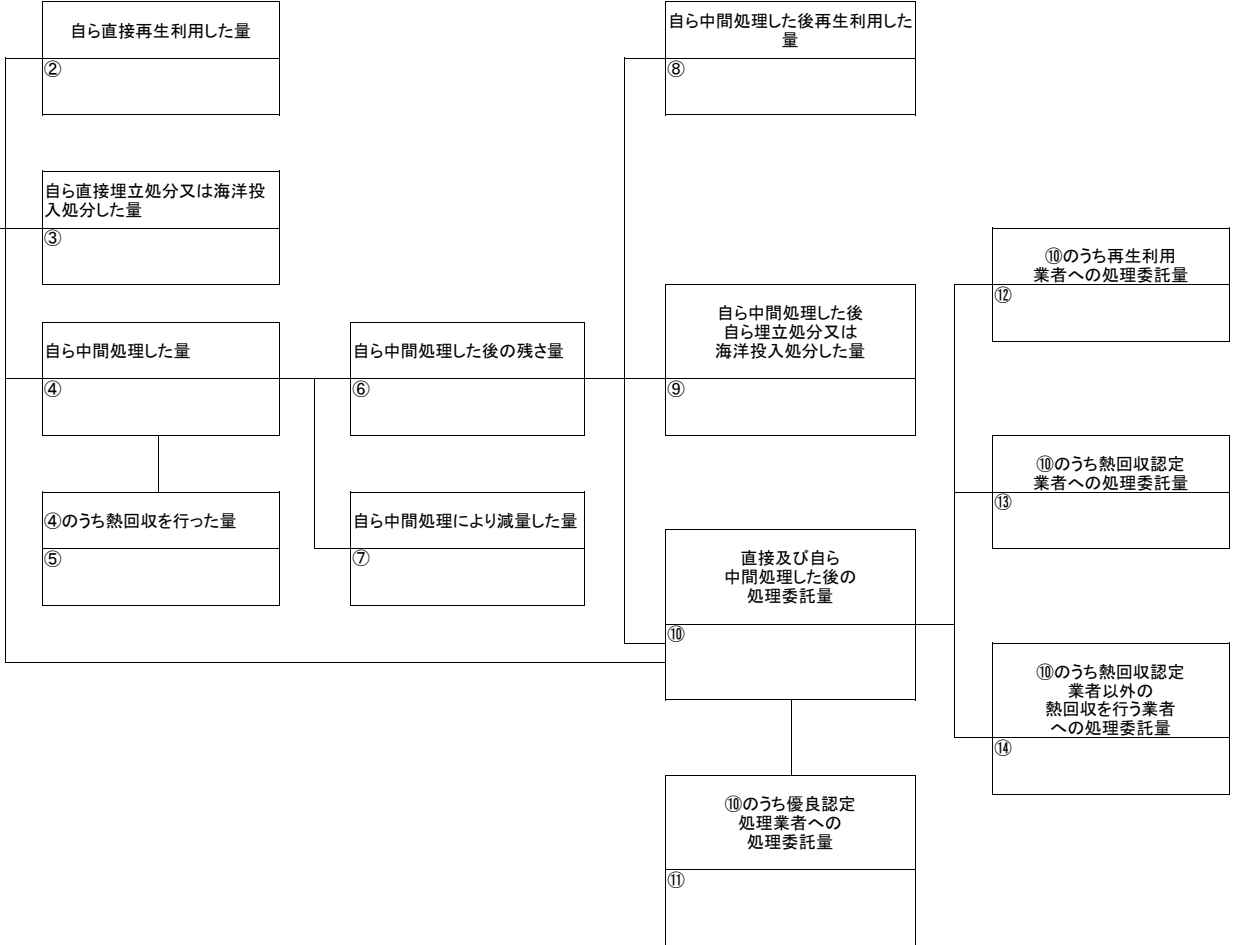 自ら直接再生利用した量
②
自ら直接埋立処分又は海洋投
入処分した量
③
自ら中間処理した量
④
④のうち熱回収を行った量
⑤
自ら中間処理した後の残さ量
⑥
自ら中間処理により減量した量
⑦
自ら中間処理した後再生利用した
量
⑧
自ら中間処理した後
自ら埋立処分又は
海洋投入処分した量
⑨
直接及び自ら
中間処理した後の
処理委託量
⑩
⑩のうち優良認定
処理業者への
処理委託量
⑪
⑩のうち再生利用
業者への処理委託量
⑫
⑩のうち熱回収認定
業者への処理委託量
⑬
⑩のうち熱回収認定
業者以外の
熱回収を行う業者
への処理委託量
⑭